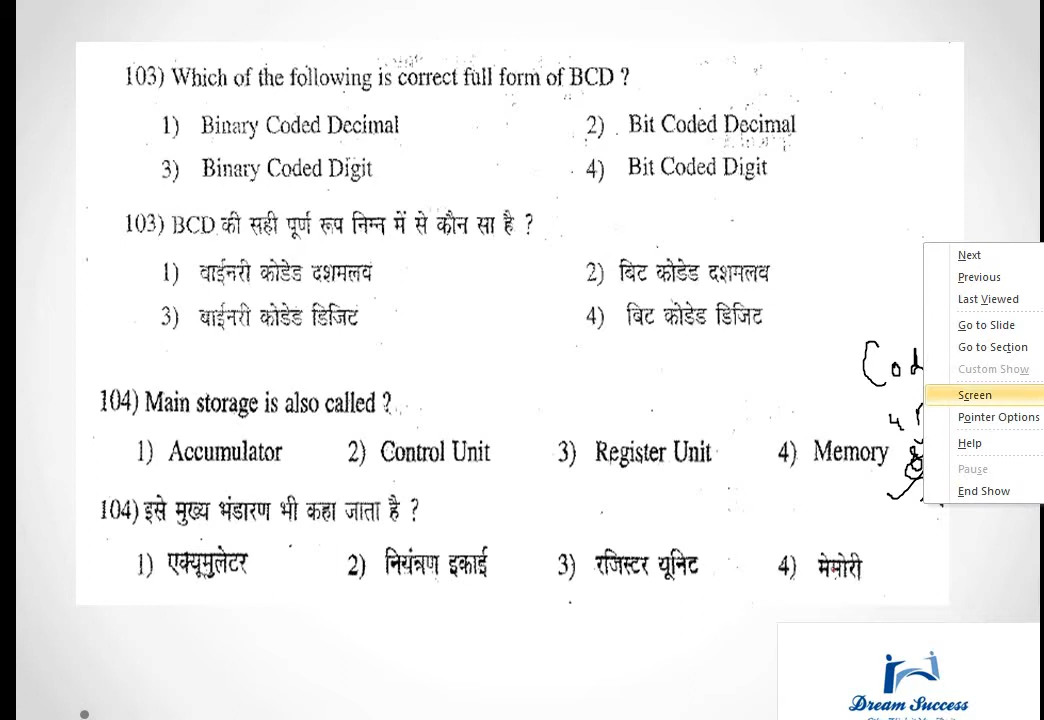 103) Which of the following is correct full form of BCD ?
1) Binary Coded Decimal 2) Bit Coded Decimal
3) Binary Coded Digit 4) Bit Coded Digit
103) BCD की सही पूर्ण रूप निम्न में से कौन सा है ?
1) वाईनरी कोडेड दशमलव 2) बिट कोडेड दशमलव
3) वाईनरी कोडेड डिजिट 4) बिट कोडेड डिजिट
Cod
104) Main storage is also called ?
4
1) Accumulator 2) Control Unit 3) Register Unit 4) Memory
104) इसे मुख्य भंडारण भी कहा जाता है ?
1) एक्यूमुलेटर 2) नियंत्रण इकाई 3) रजिस्टर यूनिट 4) मेमोरी
Next
Previous
Last Viewed
Go to Slide
Go to Section
Custom Show
Screen
Pointer Options
Help
Pause
End Show
Dream Success